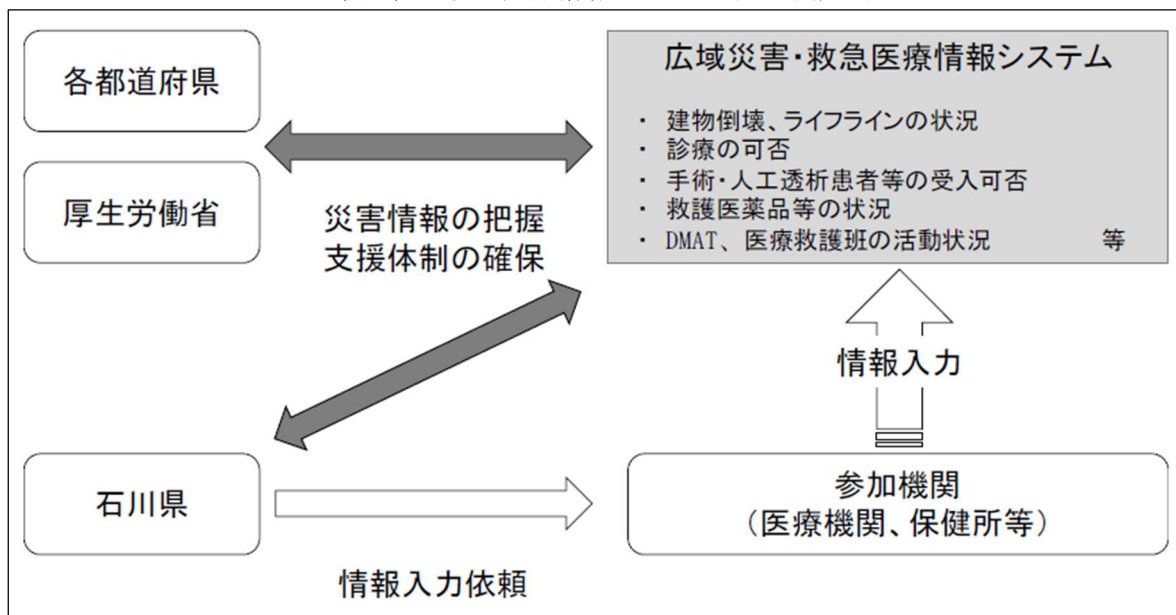 各都道府県
厚生労働省
災害情報の把握
支援体制の確保
広域災害・救急医療情報システム
・ 建物倒壊、ライフラインの状況
・ 診療の可否
・ 手術・人工透析患者等の受入可否
・ 救護医薬品等の状況
・ DMAT、医療救護班の活動状況 等
情報入力
石川県
情報入力依頼
参加機関
（医療機関、保健所等）